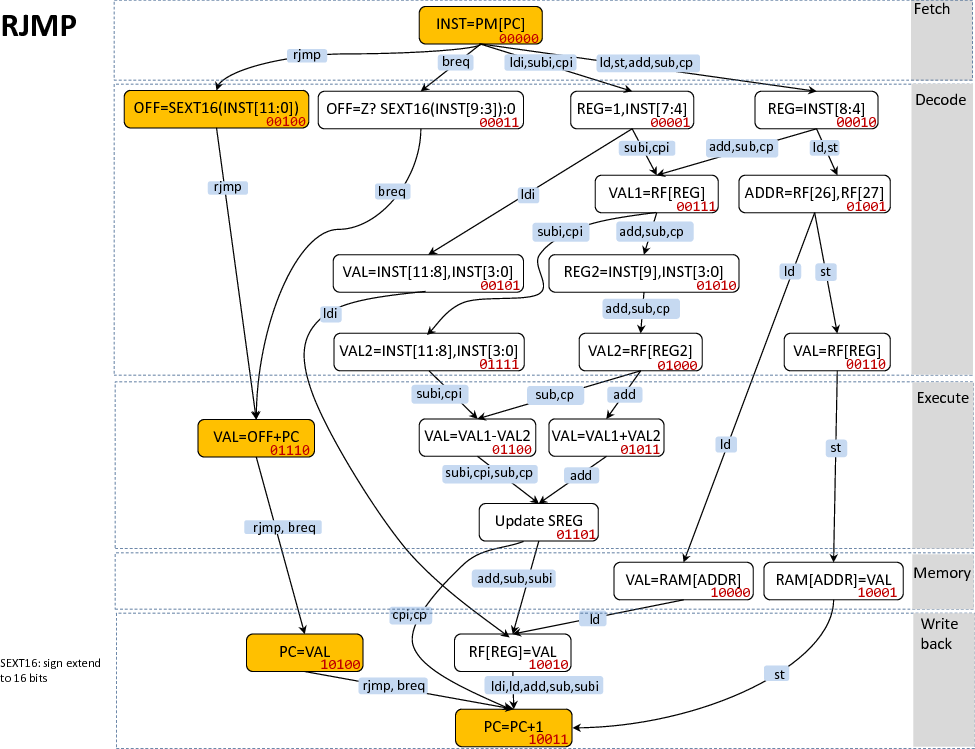 RJMP
Fetch
INST=PM[PC]
00000
rjmp
breq
ldi,subi,cpi
ld,st,add,sub,cp
Decode
OFF=SEXT16(INST[11:0])
00100
OFF=Z? SEXT16(INST[9:3]):0
00011
REG=1,INST[7:4]
00001
REG=INST[8:4]
00010
subi,cpi
add,sub,cp
ld,st
rjmp
breq
ldi
VAL1=RF[REG]
00111
ADDR=RF[26],RF[27]
01001
subi,cpi
add,sub,cp
VAL=INST[11:8],INST[3:0]
00101
REG2=INST[9],INST[3:0]
01010
ld
st
ldi
add,sub,cp
VAL2=INST[11:8],INST[3:0]
01111
VAL2=RF[REG2]
01000
VAL=RF[REG]
00110
Execute
subi,cpi
sub,cp
add
VAL=OFF+PC
01110
VAL=VAL1-VAL2
01100
VAL=VAL1+VAL2
01011
ld
st
subi,cpi,sub,cp
add
Update SREG
01101
rjmp, breq
Memory
add,sub,subi
VAL=RAM[ADDR]
10000
RAM[ADDR]=VAL
10001
cpi,cp
ld
Write
back
PC=VAL
10100
RF[REG]=VAL
10010
SEXT16: sign extend
to 16 bits
rjmp, breq
ldi,ld,add,sub,subi
st
PC=PC+1
10011